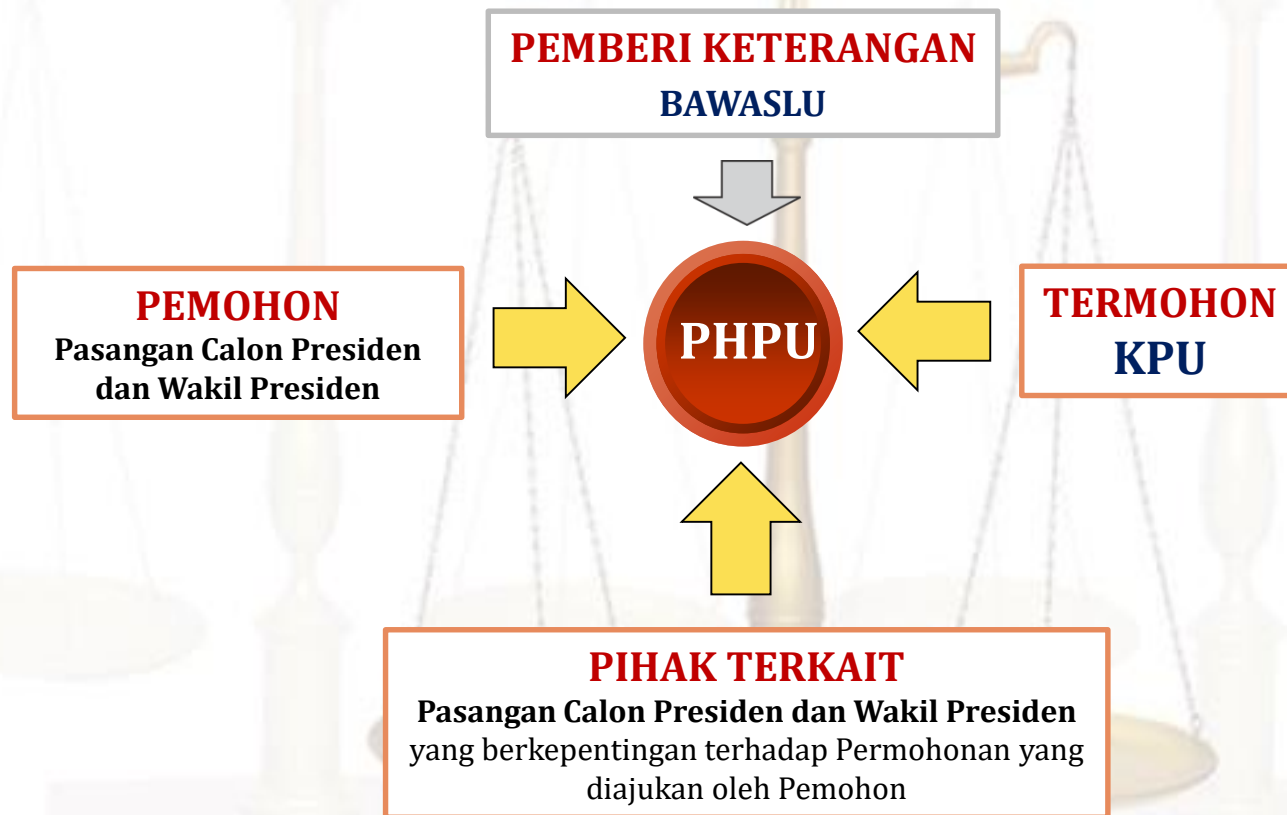 PEMBERI KETERANGAN
BAWASLU
PEMOHON
Pasangan Calon Presiden
dan Wakil Presiden
PHPU
TERMOHON
KPU
PIHAK TERKAIT
Pasangan Calon Presiden dan Wakil Presiden
yang berkepentingan terhadap Permohonan yang
diajukan oleh Pemohon